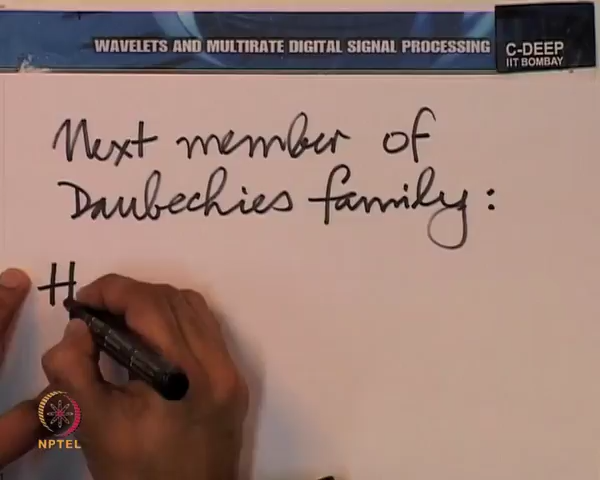 WAVELETS AND MULTIRATE DIGITAL SIGNAL PROCESSING
C-DEEP
IIT BOMBAY
Next member of
Daubechies family:
H
NPTEL